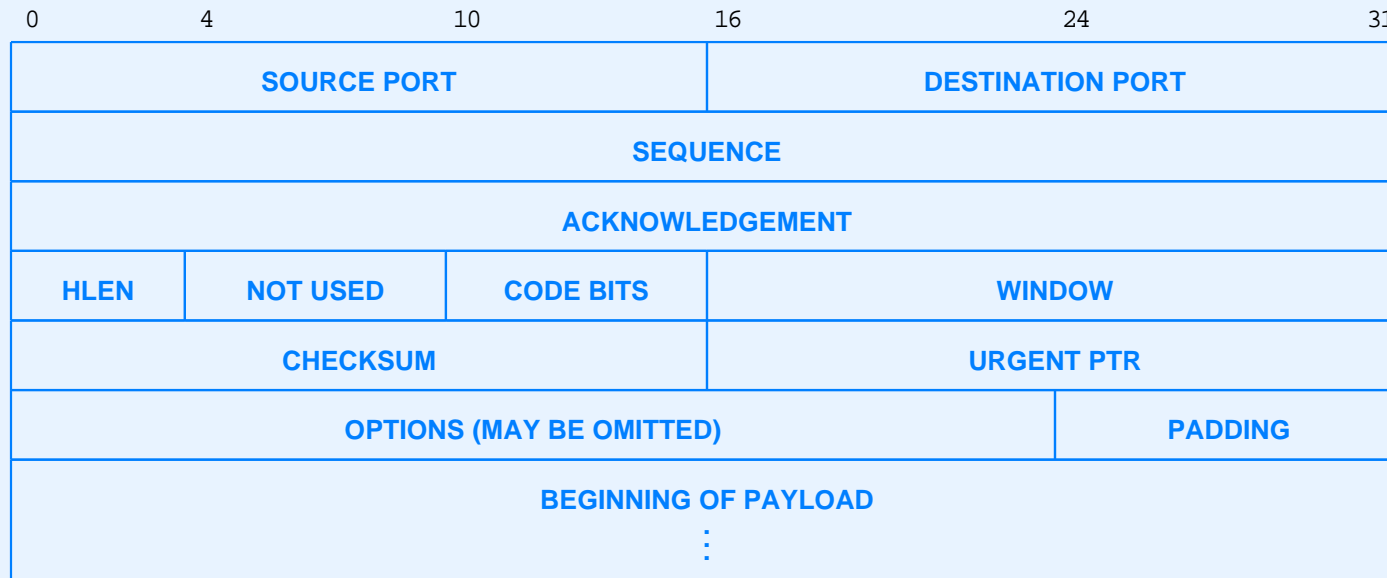 0 4 10 16 24 31
SOURCE PORT DESTINATION PORT
SEQUENCE
ACKNOWLEDGEMENT
HLEN NOT USED CODE BITS WINDOW
CHECKSUM URGENT PTR
OPTIONS (MAY BE OMITTED) PADDING
BEGINNING OF PAYLOAD
⋮